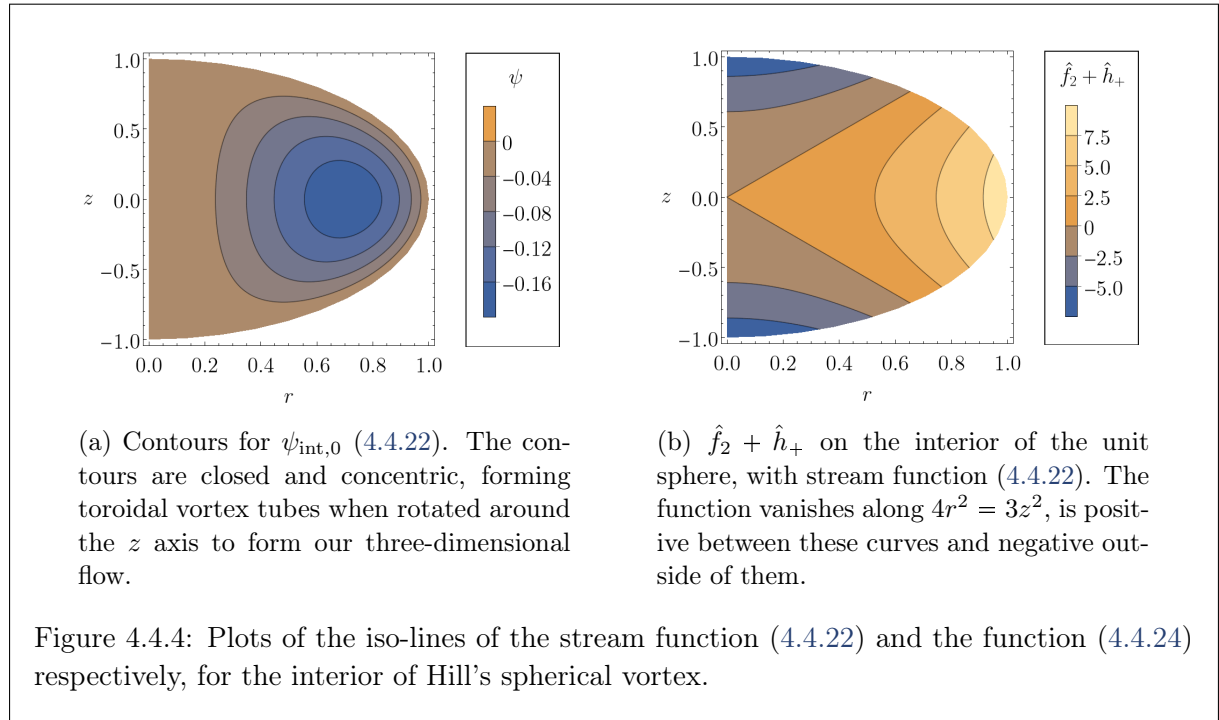 1.0
0.5
0.0
−0.5
−1.0
z
0.0 0.2 0.4 0.6 0.8 1.0
r
ψ
0
−0.04
−0.08
−0.12
−0.16
1.0
0.5
0.0
−0.5
−1.0
z
0.0 0.2 0.4 0.6 0.8 1.0
r
f̂₂ + ĥ₊
7.5
5.0
2.5
0
−2.5
−5.0
(a) Contours for ψint,0 (4.4.22). The con-
tours are closed and concentric, forming
toroidal vortex tubes when rotated around
the z axis to form our three-dimensional
flow.
(b) f̂₂ + ĥ₊ on the interior of the unit
sphere, with stream function (4.4.22). The
function vanishes along 4r² = 3z², is posit-
ive between these curves and negative out-
side of them.
Figure 4.4.4: Plots of the iso-lines of the stream function (4.4.22) and the function (4.4.24)
respectively, for the interior of Hill's spherical vortex.